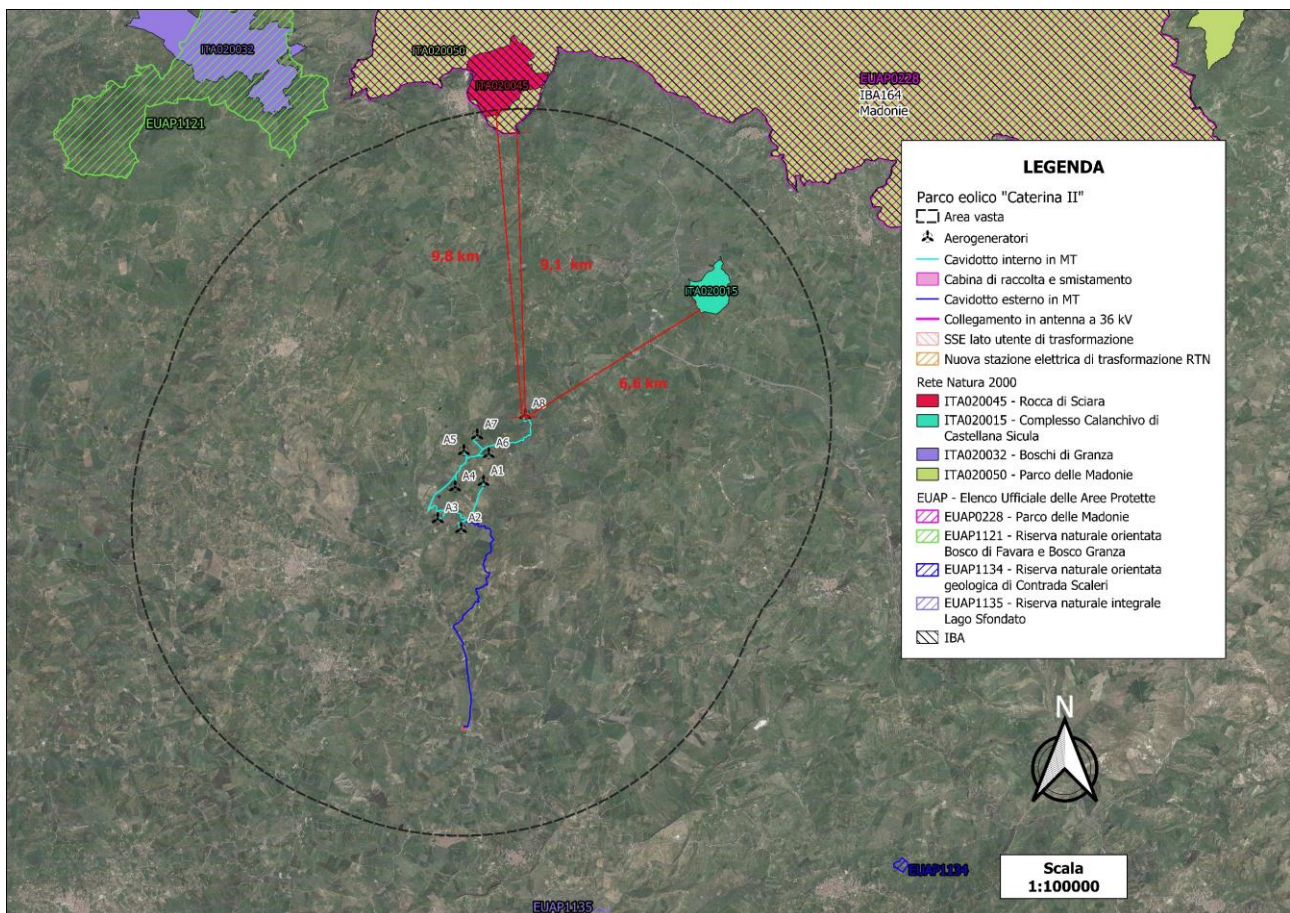 ITA020032
ITA020050
ITA020045
EUAP0228
IBA164
Madonie
EUAP1121
9,8 km
9,1 km
ITA020015
6,6 km
A8
A7
A5
A6
A1
A4
A3
A2
LEGENDA
Parco eolico "Caterina II"
Area vasta
Aerogeneratori
Cavidotto interno in MT
Cabina di raccolta e smistamento
Cavidotto esterno in MT
Collegamento in antenna a 36 kV
SSE lato utente di trasformazione
Nuova stazione elettrica di trasformazione RTN
Rete Natura 2000
ITA020045 - Rocca di Sciara
ITA020015 - Complesso Calanchivo di
Castellana Sicula
ITA020032 - Boschi di Granza
ITA020050 - Parco delle Madonie
EUAP - Elenco Ufficiale delle Aree Protette
EUAP0228 - Parco delle Madonie
EUAP1121 - Riserva naturale orientata
Bosco di Favara e Bosco Granza
EUAP1134 - Riserva naturale orientata
geologica di Contrada Scaleri
EUAP1135 - Riserva naturale integrale
Lago Sfondato
IBA
N
EUAP1134
Scala
1:100000
EUAP1135